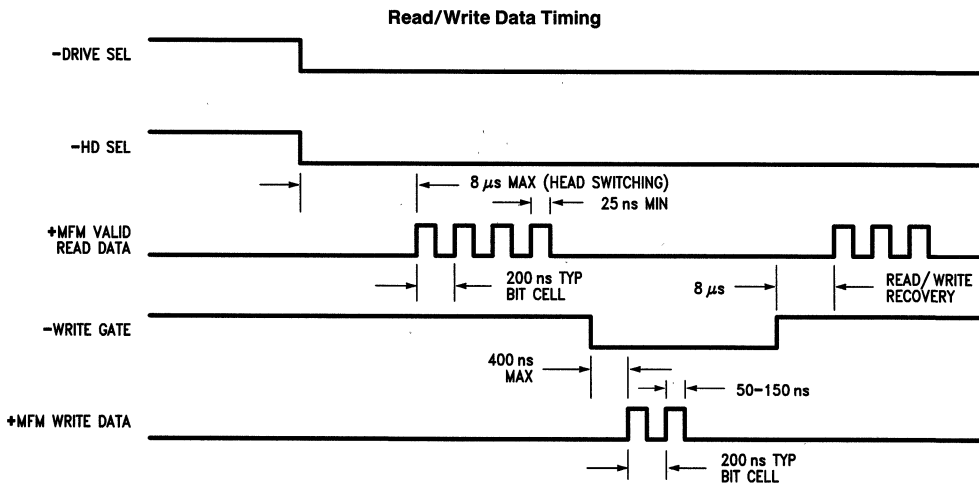 Read/Write Data Timing
-DRIVE SEL
-HD SEL
8 μs MAX (HEAD SWITCHING)
25 ns MIN
+MFM VALID
READ DATA
200 ns TYP
BIT CELL
8 μs
READ/WRITE
RECOVERY
-WRITE GATE
400 ns
MAX
50-150 ns
+MFM WRITE DATA
200 ns TYP
BIT CELL